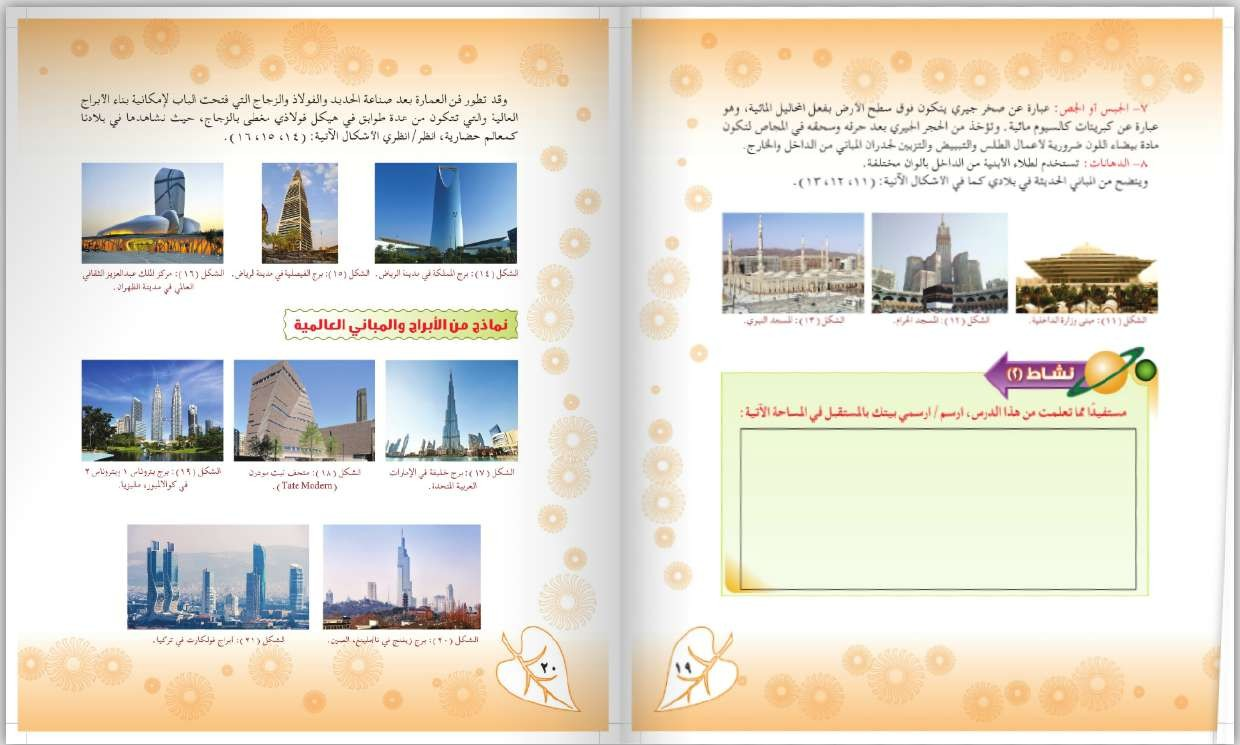 ٧- الجبس أو الجص: عبارة عن صخر جيري يتكون فوق سطح الأرض بفعل المحاليل المائية، وهو
عبارة عن كبريتات كالسيوم مائية. وتؤخذ من الحجر الجيري بعد حرقه وسحقه في المحاص لتكون
مادة بيضاء اللون ضرورية لأعمال الطلس والتبييض والتزيين لجدران المباني من الداخل والخارج.
٨- الدهانات: تستخدم لطلاء الأبنية من الداخل بألوان مختلفة.
ويتضح من المباني الحديثة في بلادي كما في الأشكال الآتية: (١١، ١٢، ١٣).
الشكل (١١): مبنى وزارة الداخلية.
الشكل (١٢): المسجد الحرام.
الشكل (١٣): المسجد النبوي.
نشاط (٢)
مستفيدًا مما تعلمت من هذا الدرس، ارسم / ارسمي بيتك بالمستقبل في المساحة الآتية:
١٩
وقد تطور فن العمارة بعد صناعة الحديد والفولاذ والزجاج التي فتحت الباب لإمكانية بناء الأبراج
العالية والتي تتكون من عدة طوابق في هيكل فولاذي مغطى بالزجاج، حيث نشاهدها في بلادنا
كمعالم حضارية، انظر/انظري الأشكال الآتية: (١٤، ١٥، ١٦).
الشكل (١٤): برج المملكة في مدينة الرياض.
الشكل (١٥): برج الفيصلية في مدينة الرياض.
الشكل (١٦): مركز الملك عبدالعزيز الثقافي
العالمي في مدينة الظهران.
نماذج من الأبراج والمباني العالمية
الشكل (١٧): برج خليفة في الإمارات
العربية المتحدة.
الشكل (١٨): متحف تيت مودرن
(Tate Modern).
الشكل (١٩): برج بتروناس ١ وبتروناس ٢
في كوالالمبور، ماليزيا.
الشكل (٢٠): برج زيفنج في نانجينغ، الصين.
الشكل (٢١): أبراج فولكارت في تركيا.
٢٠